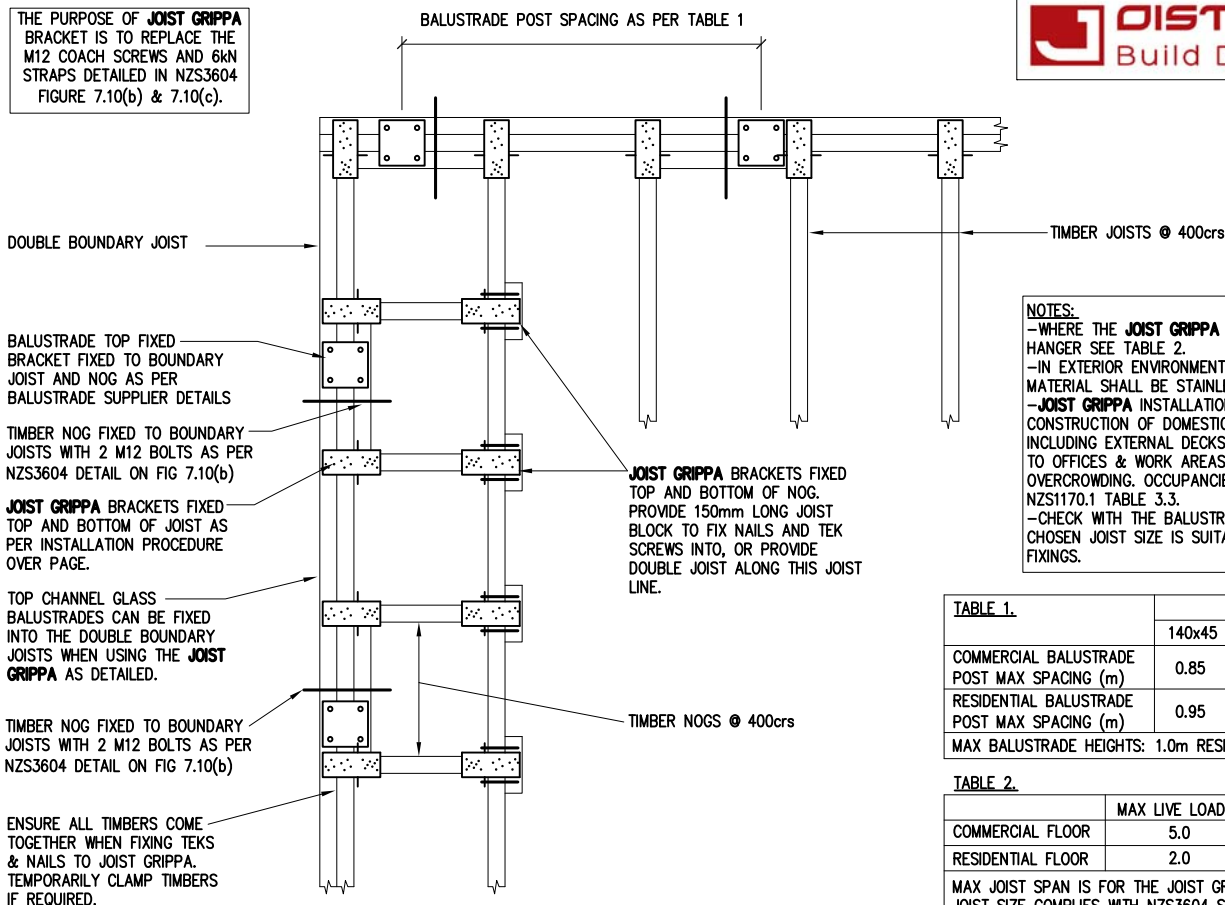 THE PURPOSE OF JOIST GRIPPA
BRACKET IS TO REPLACE THE
M12 COACH SCREWS AND 6kN
STRAPS DETAILED IN NZS3604
FIGURE 7.10(b) & 7.10(c).
BALUSTRADE POST SPACING AS PER TABLE 1
OIST
Build D
DOUBLE BOUNDARY JOIST
TIMBER JOISTS @ 400crs
BALUSTRADE TOP FIXED
BRACKET FIXED TO BOUNDARY
JOIST AND NOG AS PER
BALUSTRADE SUPPLIER DETAILS
TIMBER NOG FIXED TO BOUNDARY
JOISTS WITH 2 M12 BOLTS AS PER
NZS3604 DETAIL ON FIG 7.10(b)
JOIST GRIPPA BRACKETS FIXED
TOP AND BOTTOM OF JOIST AS
PER INSTALLATION PROCEDURE
OVER PAGE.
TOP CHANNEL GLASS
BALUSTRADES CAN BE FIXED
INTO THE DOUBLE BOUNDARY
JOISTS WHEN USING THE JOIST
GRIPPA AS DETAILED.
TIMBER NOG FIXED TO BOUNDARY
JOISTS WITH 2 M12 BOLTS AS PER
NZS3604 DETAIL ON FIG 7.10(b)
ENSURE ALL TIMBERS COME
TOGETHER WHEN FIXING TEKS
& NAILS TO JOIST GRIPPA.
TEMPORARILY CLAMP TIMBERS
IF REQUIRED.
JOIST GRIPPA BRACKETS FIXED
TOP AND BOTTOM OF NOG.
PROVIDE 150mm LONG JOIST
BLOCK TO FIX NAILS AND TEK
SCREWS INTO, OR PROVIDE
DOUBLE JOIST ALONG THIS JOIST
LINE.
TIMBER NOGS @ 400crs
NOTES:
-WHERE THE JOIST GRIPPA
HANGER SEE TABLE 2.
-IN EXTERIOR ENVIRONMENT
MATERIAL SHALL BE STAINL
-JOIST GRIPPA INSTALLATION
CONSTRUCTION OF DOMESTIC
INCLUDING EXTERNAL DECKS
TO OFFICES & WORK AREAS
OVERCROWDING. OCCUPANCIE
NZS1170.1 TABLE 3.3.
-CHECK WITH THE BALUSTR
CHOSEN JOIST SIZE IS SUITA
FIXINGS.
TABLE 1.
140x45
COMMERCIAL BALUSTRADE
POST MAX SPACING (m) 0.85
RESIDENTIAL BALUSTRADE
POST MAX SPACING (m) 0.95
MAX BALUSTRADE HEIGHTS: 1.0m RESI
TABLE 2.
MAX LIVE LOAD
COMMERCIAL FLOOR 5.0
RESIDENTIAL FLOOR 2.0
MAX JOIST SPAN IS FOR THE JOIST GR
JOIST SIZE COMPLIES WITH NZS3604 S